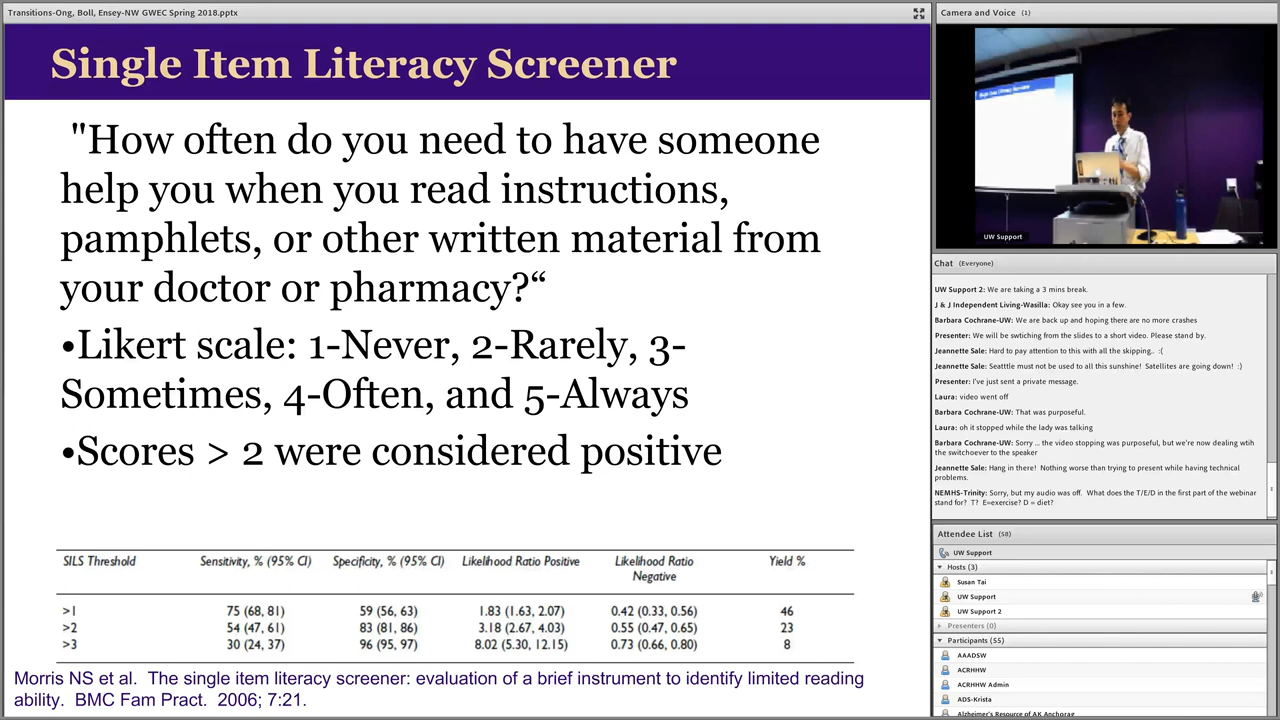 Transitions-Ong, Boll, Ensey-NW GWEC Spring 2018.pptx
Single Item Literacy Screener
"How often do you need to have someone
help you when you read instructions,
pamphlets, or other written material from
your doctor or pharmacy?“
•Likert scale: 1-Never, 2-Rarely, 3-
Sometimes, 4-Often, and 5-Always
•Scores > 2 were considered positive
SILS Threshold Sensitivity, % (95% CI) Specificity, % (95% CI) Likelihood Ratio Positive Likelihood Ratio Yield %
Negative
>1 75 (68, 81) 59 (56, 63) 1.83 (1.63, 2.07) 0.42 (0.33, 0.56) 46
>2 54 (47, 61) 83 (81, 86) 3.18 (2.67, 4.03) 0.55 (0.47, 0.65) 23
>3 30 (24, 37) 96 (95, 97) 8.02 (5.30, 12.15) 0.73 (0.66, 0.80) 8
Morris NS et al. The single item literacy screener: evaluation of a brief instrument to identify limited reading
ability. BMC Fam Pract. 2006; 7:21.
Camera and Voice (1)
Single Item Literacy Screener
UW Support
Chat (Everyone)
UW Support 2: We are taking a 3 mins break.
J & J Independent Living-Wasilla: Okay see you in a few.
Barbara Cochrane-UW: We are back up and hoping there are no more crashes
Presenter: We will be swtiching from the slides to a short video. Please stand by.
Jeannette Sale: Hard to pay attention to this with all the skipping.. :(
Jeannette Sale: Seatttle must not be used to all this sunshine! Satellites are going down! :)
Presenter: I've just sent a private message.
Laura: video went off
Barbara Cochrane-UW: That was purposeful.
Laura: oh it stopped while the lady was talking
Barbara Cochrane-UW: Sorry ... the video stopping was purposeful, but we're now dealing wtih
the switchoever to the speaker
Jeannette Sale: Hang in there! Nothing worse than trying to present while having technical
problems.
NEMHS-Trinity: Sorry, but my audio was off. What does the T/E/D in the first part of the webinar
stand for? T? E=exercise? D = diet?
Attendee List (58)
UW Support
Hosts (3)
Susan Tai
UW Support
UW Support 2
Presenters (0)
Participants (55)
AAADSW
ACRHHW
ACRHHW Admin
ADS-Krista
Alzheimer's Resource of AK Anchorag